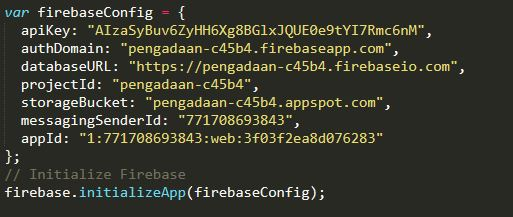 var firebaseConfig = {
apiKey: "AIzaSyBuv6ZyHH6Xg8BGlxJQUE0e9tYI7Rmc6nM",
authDomain: "pengadaan-c45b4.firebaseapp.com",
databaseURL: "https://pengadaan-c45b4.firebaseio.com",
projectId: "pengadaan-c45b4",
storageBucket: "pengadaan-c45b4.appspot.com",
messagingSenderId: "771708693843",
appId: "1:771708693843:web:3f03f2ea8d076283"
};
// Initialize Firebase
firebase.initializeApp(firebaseConfig);